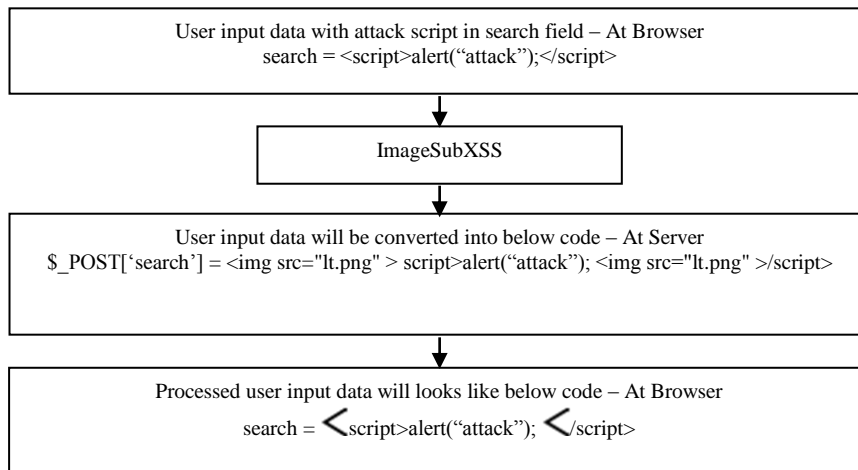 User input data with attack script in search field – At Browser
search = <script>alert(“attack”);</script>
ImageSubXSS
User input data will be converted into below code – At Server
$_POST[‘search’] = <img src="lt.png" > script>alert(“attack”); <img src="lt.png" >/script>
Processed user input data will looks like below code – At Browser
search = <script>alert(“attack”); </script>